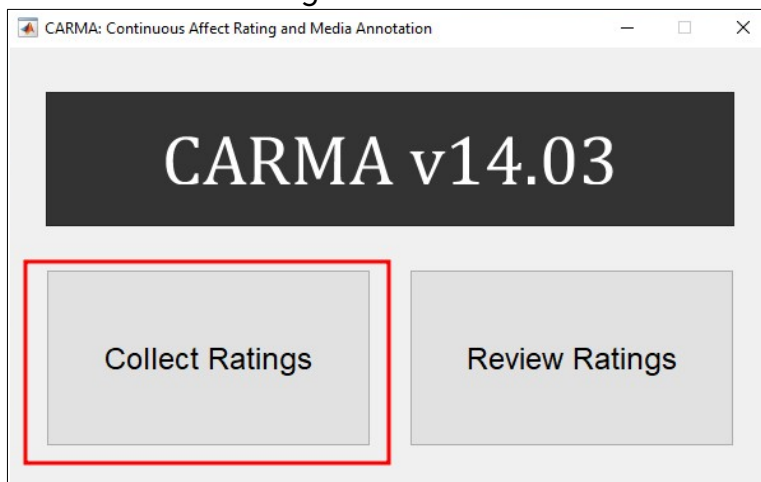 CARMA: Continuous Affect Rating and Media Annotation
CARMA v14.03
Collect Ratings
Review Ratings